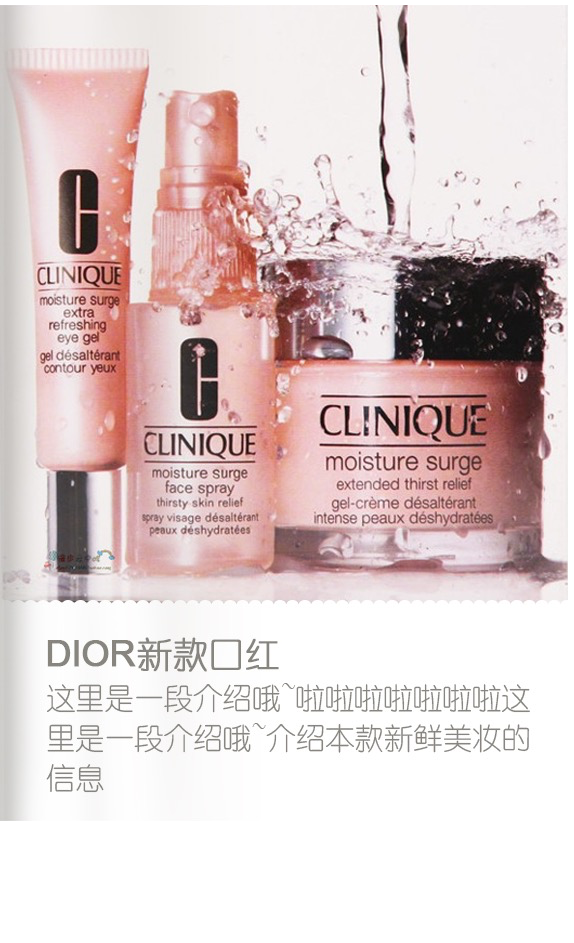 CLINIQUE
moisture surge
extra
refreshing
eye gel
gel désaltérant
contour yeux
CLINIQUE
moisture surge
face spray
thirsty skin relief
spray visage désaltérant
peaux déshydratées
CLINIQUE
moisture surge
extended thirst relief
gel-crème désaltérant
intense peaux déshydratées
DIOR新款口红
这里是一段介绍哦~啦啦啦啦啦啦啦这
里是一段介绍哦~介绍本款新鲜美妆的
信息